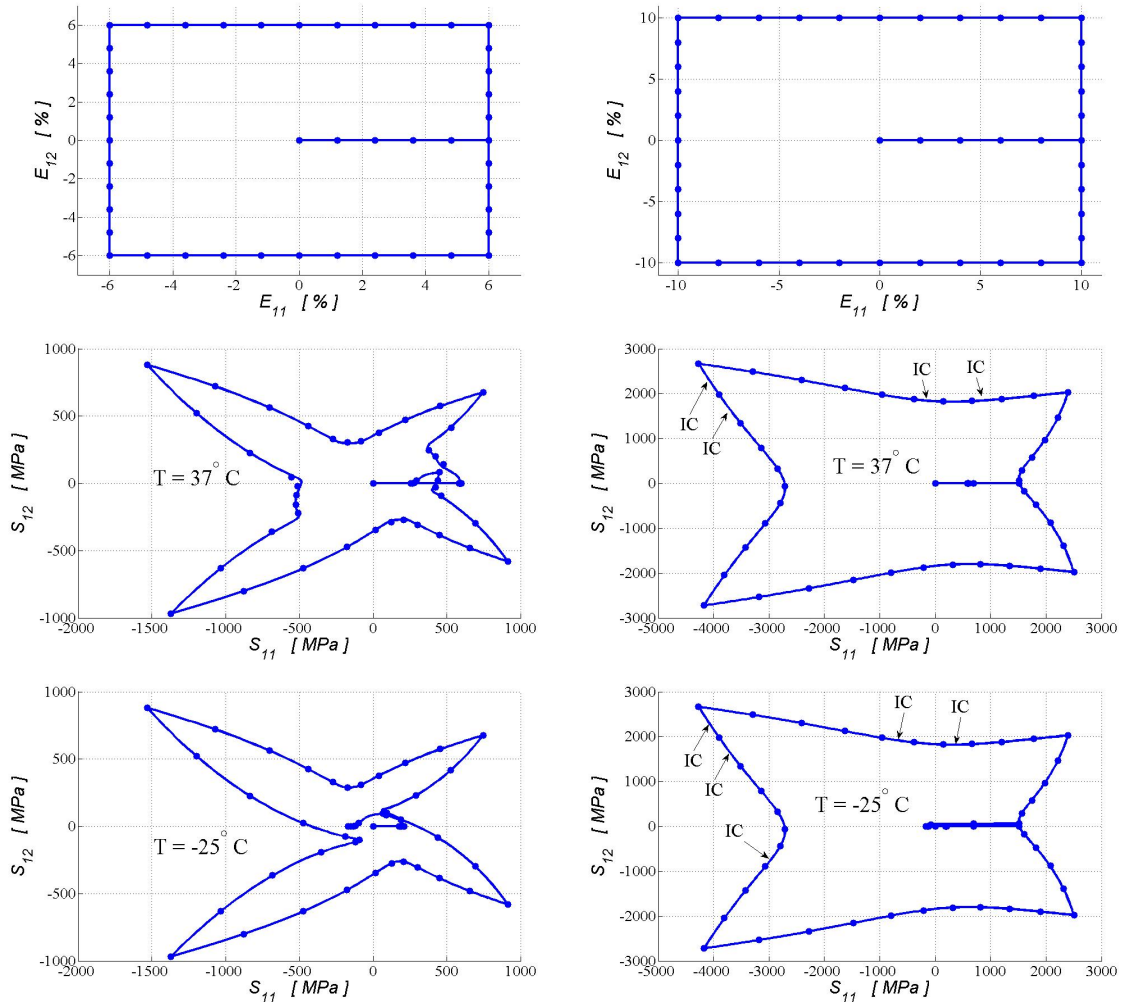 6
4
2
0
-2
-4
-6
E12 [ % ]
-6 -4 -2 0 2 4 6
E11 [ % ]
10
5
0
-5
-10
E12 [ % ]
-10 -5 0 5 10
E11 [ % ]
1000
500
0
-500
-1000
S12 [ MPa ]
T = 37° C
-2000 -1500 -1000 -500 0 500 1000
S11 [ MPa ]
3000
2000
1000
0
-1000
-2000
-3000
S12 [ MPa ]
IC
IC
IC
IC
T = 37° C
-5000 -4000 -3000 -2000 -1000 0 1000 2000 3000
S11 [ MPa ]
1000
500
0
-500
-1000
S12 [ MPa ]
T = -25° C
-2000 -1500 -1000 -500 0 500 1000
S11 [ MPa ]
3000
2000
1000
0
-1000
-2000
-3000
S12 [ MPa ]
IC
IC
IC
IC
T = -25° C
IC
-5000 -4000 -3000 -2000 -1000 0 1000 2000 3000
S11 [ MPa ]